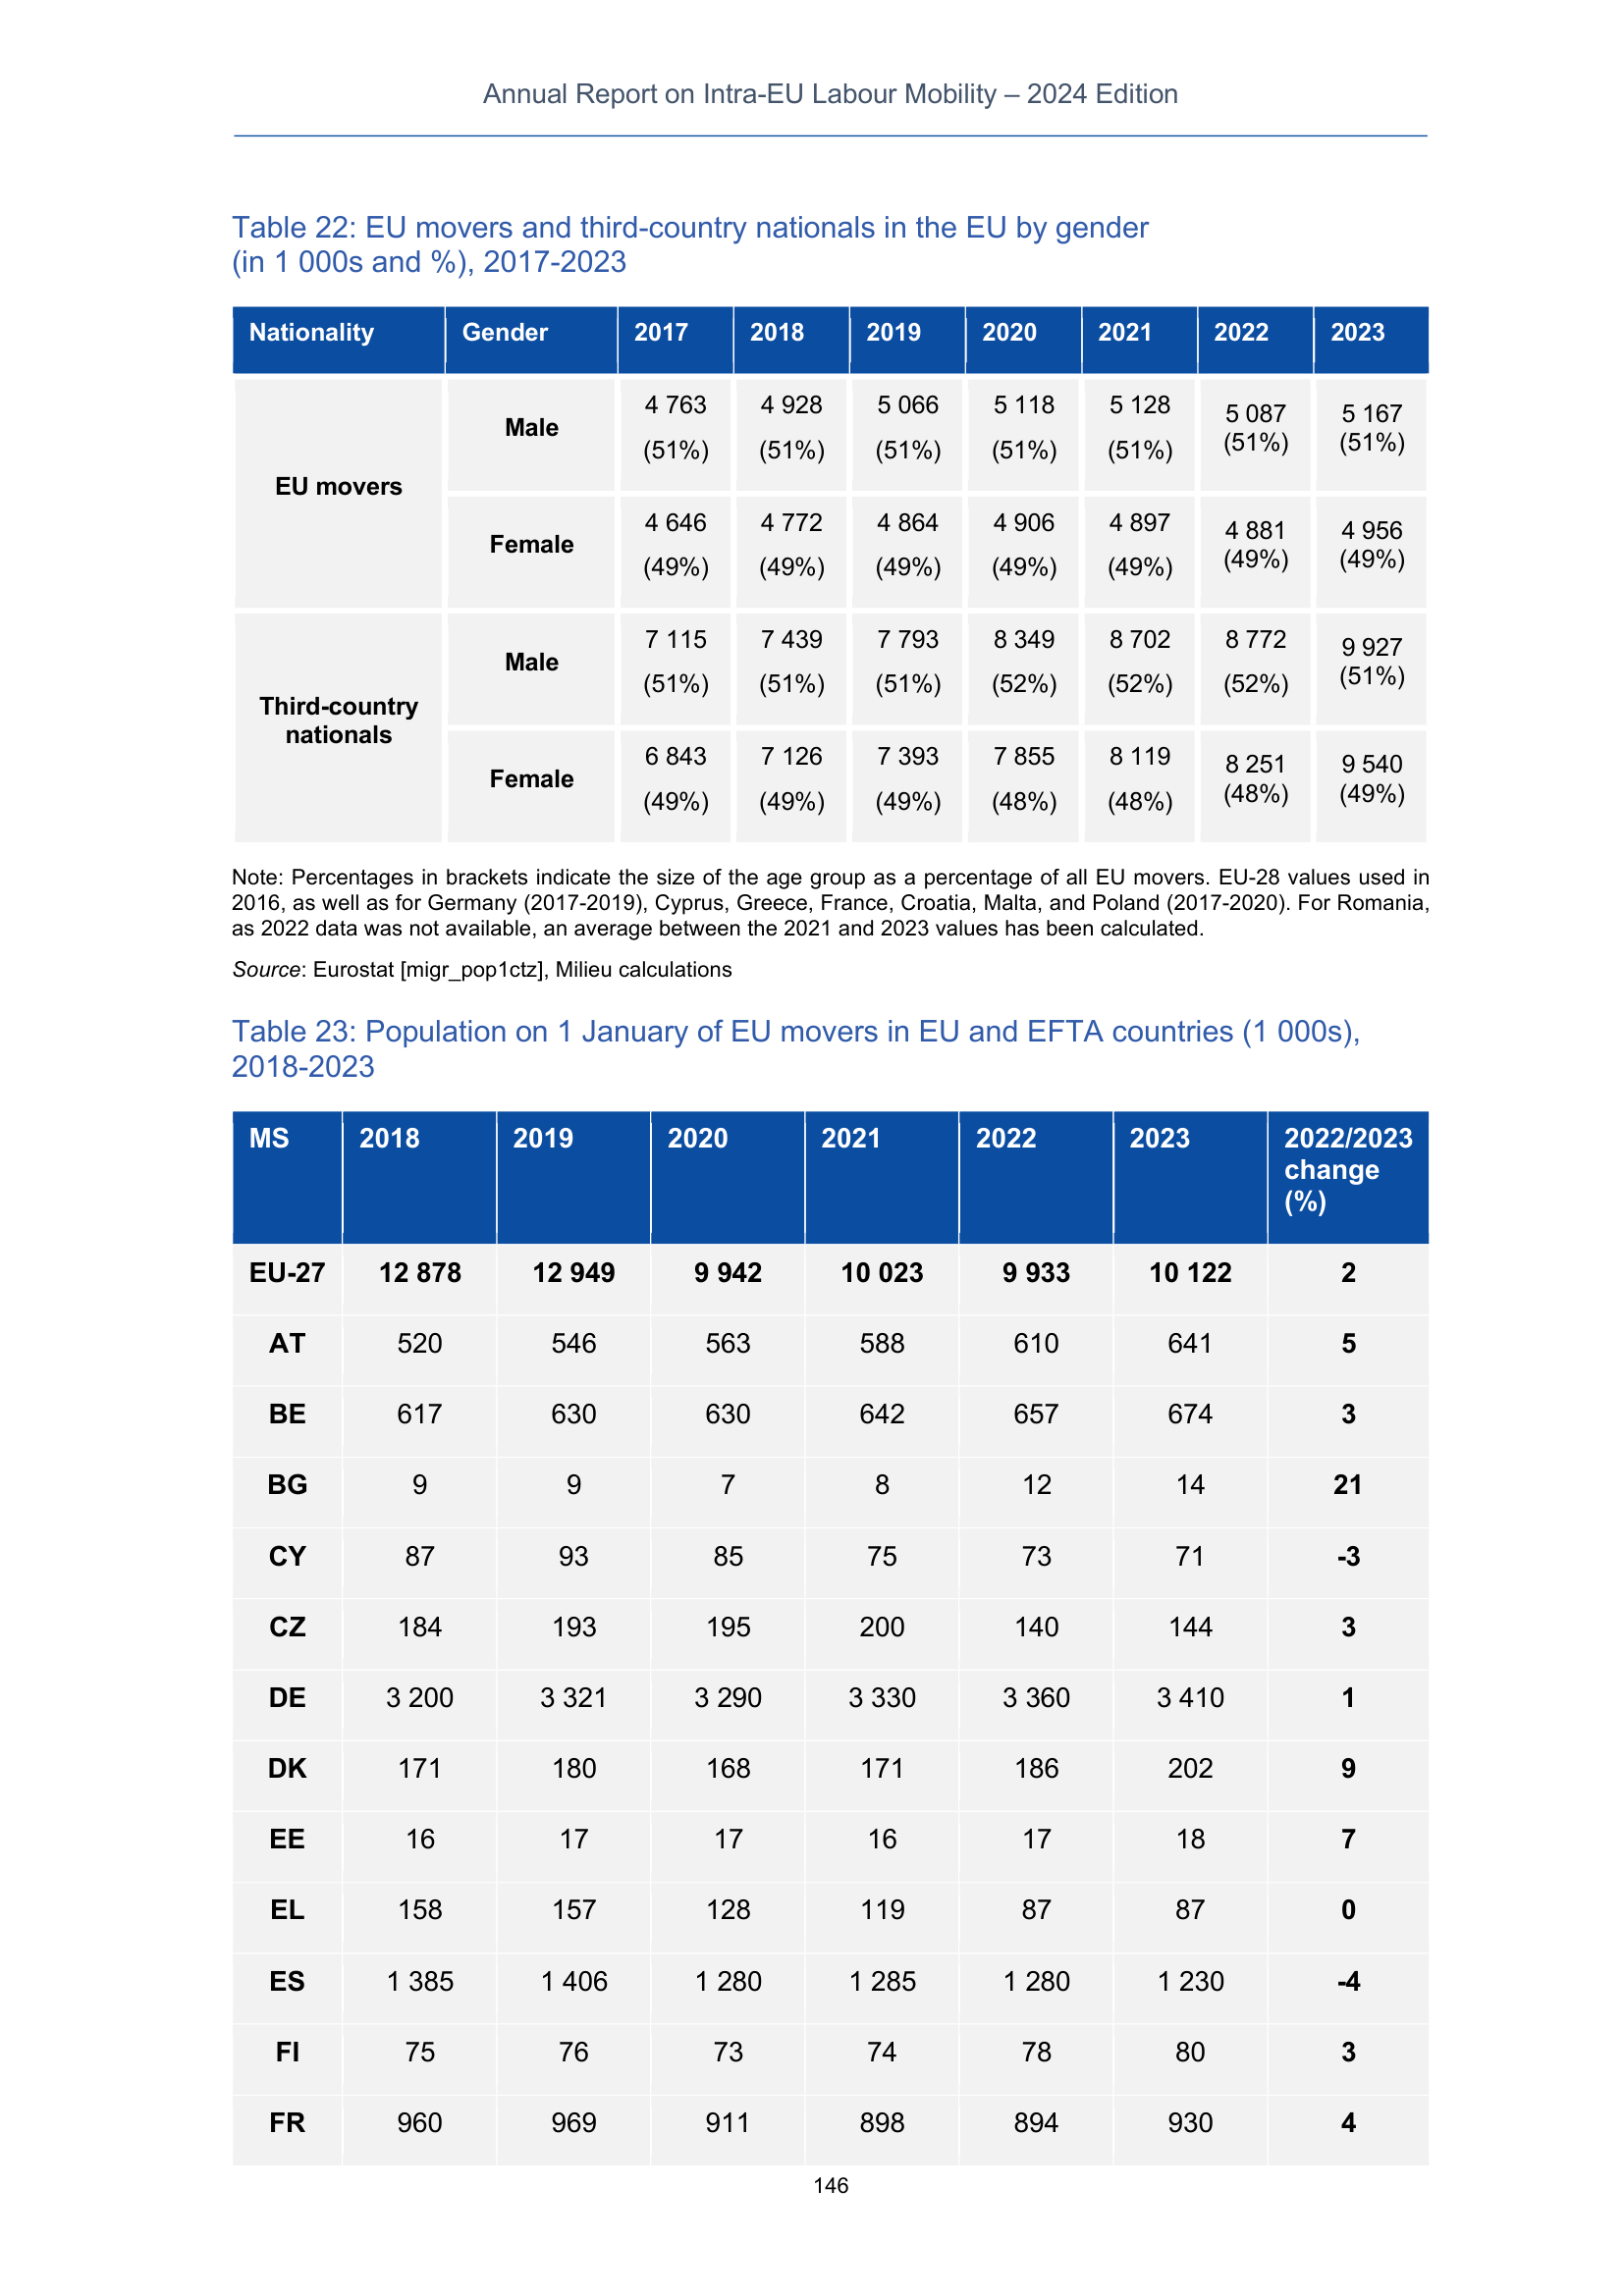 Annual Report on Intra-EU Labour Mobility – 2024 Edition
Table 22: EU movers and third-country nationals in the EU by gender
(in 1 000s and %), 2017-2023
Nationality Gender 2017 2018 2019 2020 2021 2022 2023
EU movers
Male
4 763 4 928 5 066 5 118 5 128 5 087 5 167
(51%) (51%) (51%) (51%) (51%) (51%) (51%)
Female
4 646 4 772 4 864 4 906 4 897 4 881 4 956
(49%) (49%) (49%) (49%) (49%) (49%) (49%)
Third-country
nationals
Male
7 115 7 439 7 793 8 349 8 702 8 772 9 927
(51%) (51%) (51%) (52%) (52%) (52%) (51%)
Female
6 843 7 126 7 393 7 855 8 119 8 251 9 540
(49%) (49%) (49%) (48%) (48%) (48%) (49%)
Note: Percentages in brackets indicate the size of the age group as a percentage of all EU movers. EU-28 values used in
2016, as well as for Germany (2017-2019), Cyprus, Greece, France, Croatia, Malta, and Poland (2017-2020). For Romania,
as 2022 data was not available, an average between the 2021 and 2023 values has been calculated.
Source: Eurostat [migr_pop1ctz], Milieu calculations
Table 23: Population on 1 January of EU movers in EU and EFTA countries (1 000s),
2018-2023
MS 2018 2019 2020 2021 2022 2023 2022/2023
change
(%)
EU-27 12 878 12 949 9 942 10 023 9 933 10 122 2
AT 520 546 563 588 610 641 5
BE 617 630 630 642 657 674 3
BG 9 9 7 8 12 14 21
CY 87 93 85 75 73 71 -3
CZ 184 193 195 200 140 144 3
DE 3 200 3 321 3 290 3 330 3 360 3 410 1
DK 171 180 168 171 186 202 9
EE 16 17 17 16 17 18 7
EL 158 157 128 119 87 87 0
ES 1 385 1 406 1 280 1 285 1 280 1 230 -4
FI 75 76 73 74 78 80 3
FR 960 969 911 898 894 930 4
146